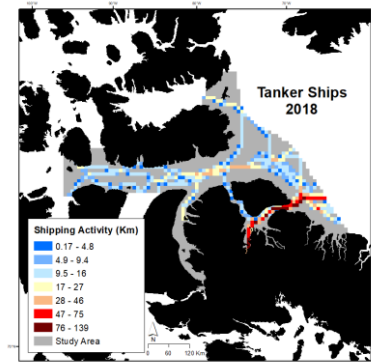 Tanker Ships
2018
Shipping Activity (Km)
0.17 - 4.8
4.9 - 9.4
9.5 - 16
17 - 27
28 - 46
47 - 75
76 - 139
Study Area
0 60 120 Km